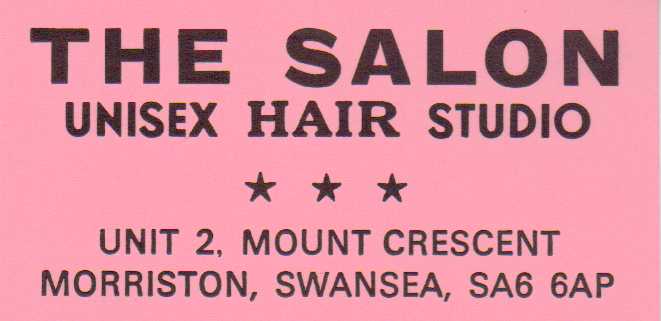 THE SALON
UNISEX HAIR STUDIO
★ ★ ★
UNIT 2, MOUNT CRESCENT
MORRISTON, SWANSEA, SA6 6AP